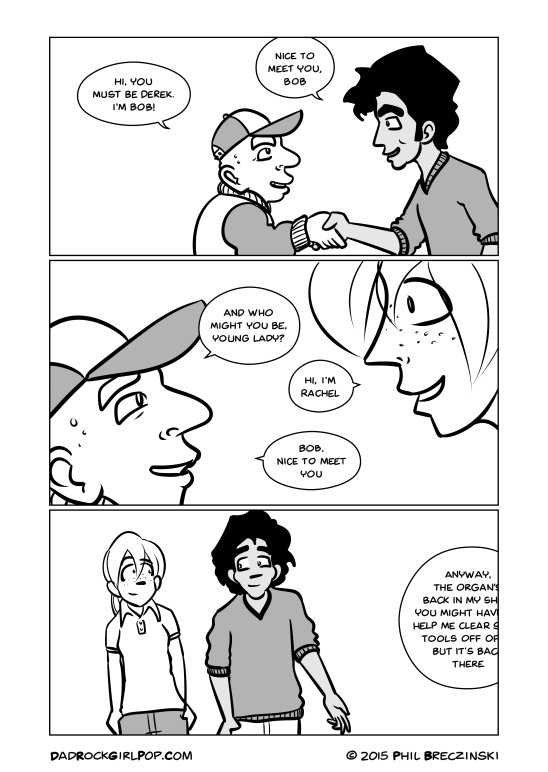 HI, YOU
MUST BE DEREK.
I'M BOB!
NICE TO
MEET YOU,
BOB
AND WHO
MIGHT YOU BE,
YOUNG LADY?
HI, I'M
RACHEL
BOB.
NICE TO MEET
YOU
ANYWAY,
THE ORGAN'S
BACK IN MY SH
YOU MIGHT HAV
HELP ME CLEAR S
TOOLS OFF OF
BUT IT'S BAC
THERE
DADROCKGIRLPOP.COM
© 2015 PHIL BRECZINSKI